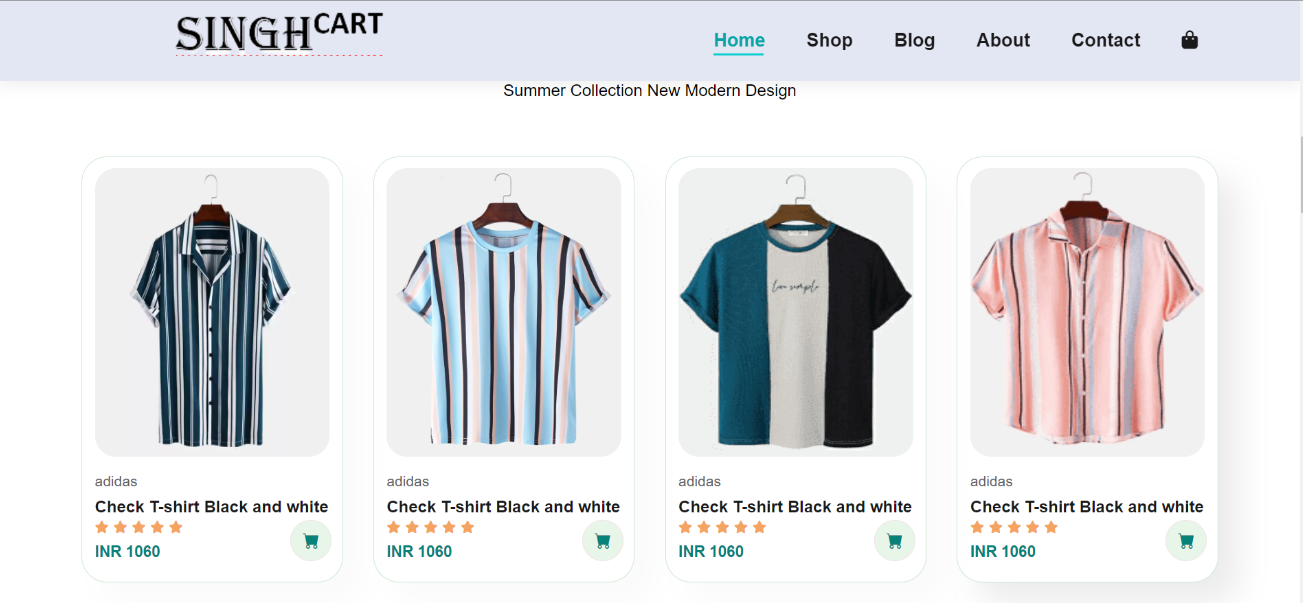 SINGHCART
Home Shop Blog About Contact
Summer Collection New Modern Design
love sample
adidas adidas adidas adidas
Check T-shirt Black and white Check T-shirt Black and white Check T-shirt Black and white Check T-shirt Black and white
INR 1060 INR 1060 INR 1060 INR 1060